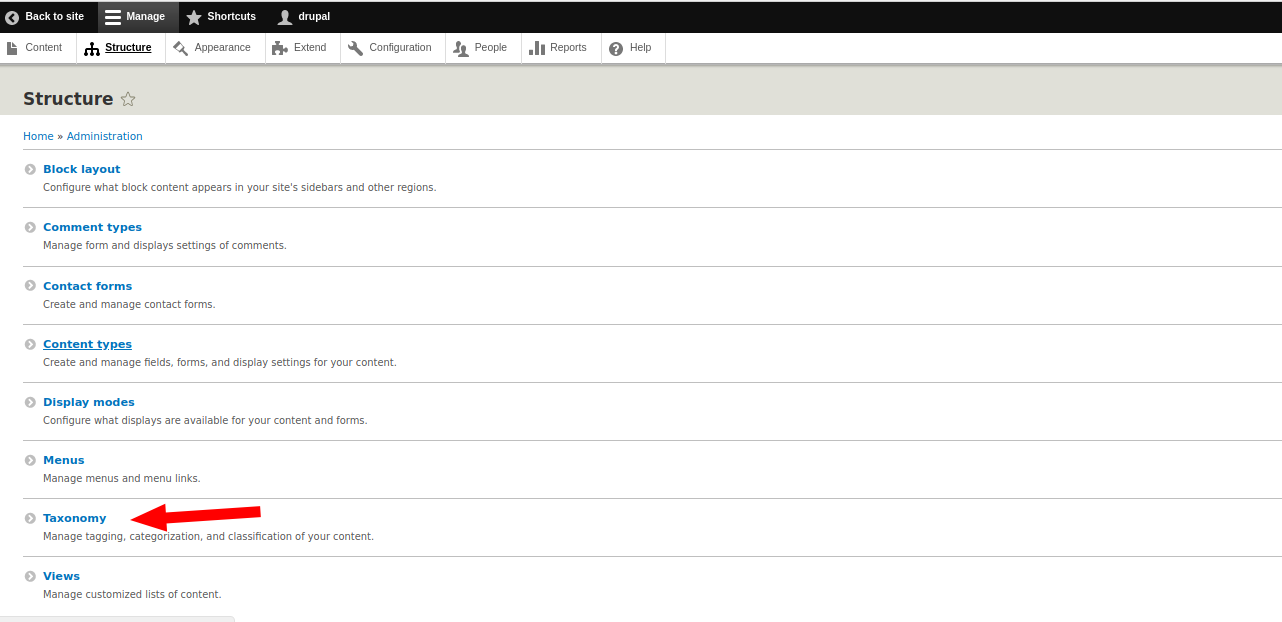 Back to site Manage Shortcuts drupal
Content Structure Appearance Extend Configuration People Reports Help
Structure
Home » Administration
Block layout
Configure what block content appears in your site's sidebars and other regions.
Comment types
Manage form and displays settings of comments.
Contact forms
Create and manage contact forms.
Content types
Create and manage fields, forms, and display settings for your content.
Display modes
Configure what displays are available for your content and forms.
Menus
Manage menus and menu links.
Taxonomy
Manage tagging, categorization, and classification of your content.
Views
Manage customized lists of content.